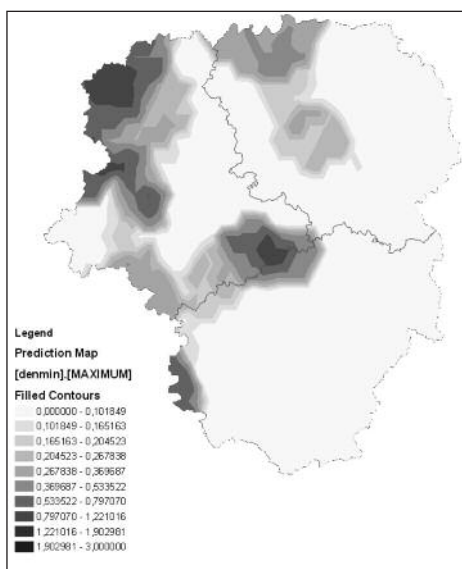 Legend
Prediction Map
[denmin].[MAXIMUM]
Filled Contours
0,000000 - 0,101849
0,101849 - 0,165163
0,165163 - 0,204523
0,204523 - 0,267838
0,267838 - 0,369687
0,369687 - 0,533522
0,533522 - 0,797070
0,797070 - 1,221016
1,221016 - 1,902981
1,902981 - 3,000000